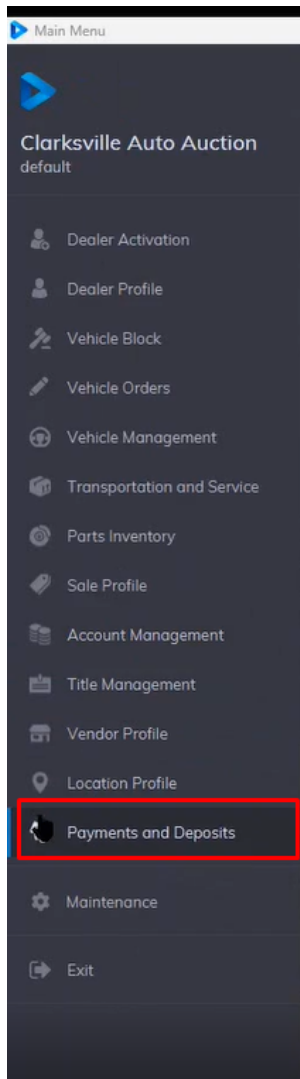 Main Menu
Clarksville Auto Auction
default
Dealer Activation
Dealer Profile
Vehicle Block
Vehicle Orders
Vehicle Management
Transportation and Service
Parts Inventory
Sale Profile
Account Management
Title Management
Vendor Profile
Location Profile
Payments and Deposits
Maintenance
Exit